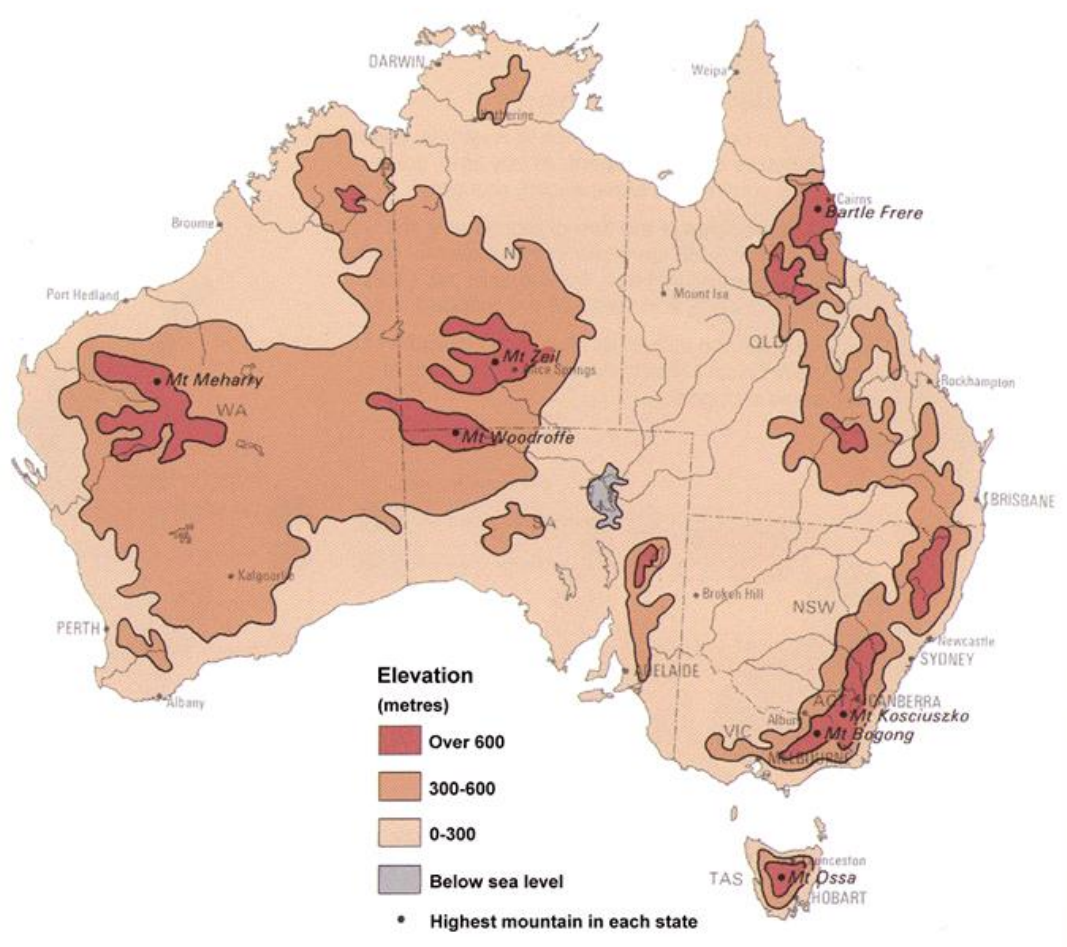 DARWIN
Weipa
Katherine
Cairns
Bartle Frere
Broome
NT
Port Hedland
Mount Isa
QLD
Mt Zeil
Alice Springs
Mt Meharry
Rockhampton
WA
Mt Woodroffe
BRISBANE
SA
Kalgoorlie
Broken Hill
NSW
PERTH
Newcastle
SYDNEY
ADELAIDE
Albany
ACT
CANBERRA
Albury
Mt Kosciuszko
VIC
Mt Bogong
MELBOURNE
Elevation
(metres)
Over 600
300-600
0-300
Below sea level
Highest mountain in each state
Launceston
TAS
Mt Ossa
HOBART